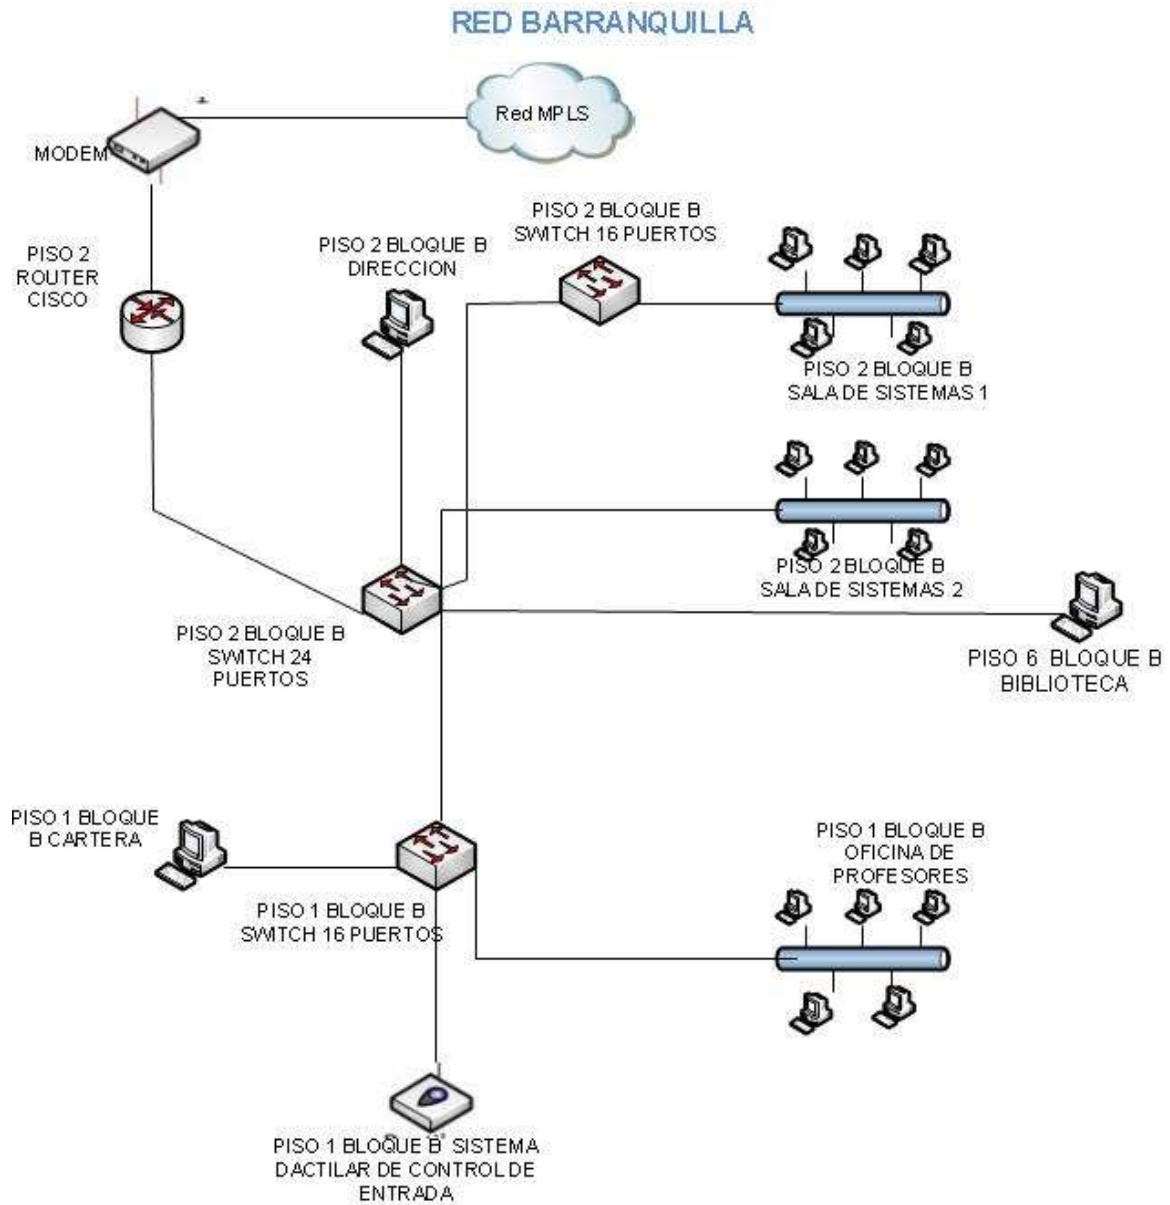 RED BARRANQUILLA
Red MPLS
MODEM
PISO 2 BLOQUE B
SWITCH 16 PUERTOS
PISO 2
ROUTER
CISCO
PISO 2 BLOQUE B
DIRECCION
PISO 2 BLOQUE B
SALA DE SISTEMAS 1
PISO 2 BLOQUE B
SALA DE SISTEMAS 2
PISO 2 BLOQUE B
SWITCH 24
PUERTOS
PISO 6 BLOQUE B
BIBLIOTECA
PISO 1 BLOQUE
B CARTERA
PISO 1 BLOQUE B
OFICINA DE
PROFESORES
PISO 1 BLOQUE B
SWITCH 16 PUERTOS
PISO 1 BLOQUE B SISTEMA
DACTILAR DE CONTROL DE
ENTRADA